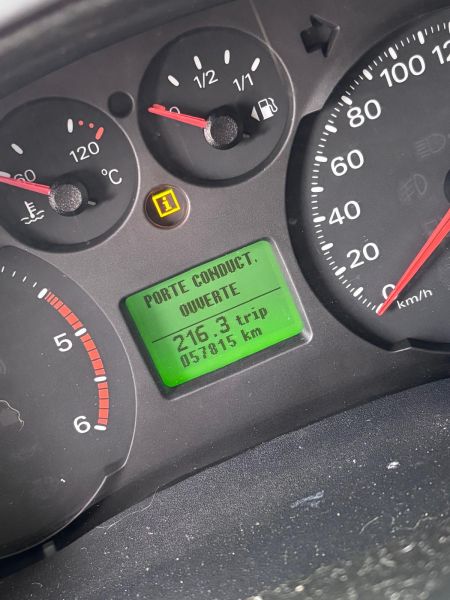 0 1/2 1/1
60 120
°C
i
PORTE CONDUCT.
OUVERTE
216.3 trip
057815 km
5
6
0
20
40
60
80
100
km/h